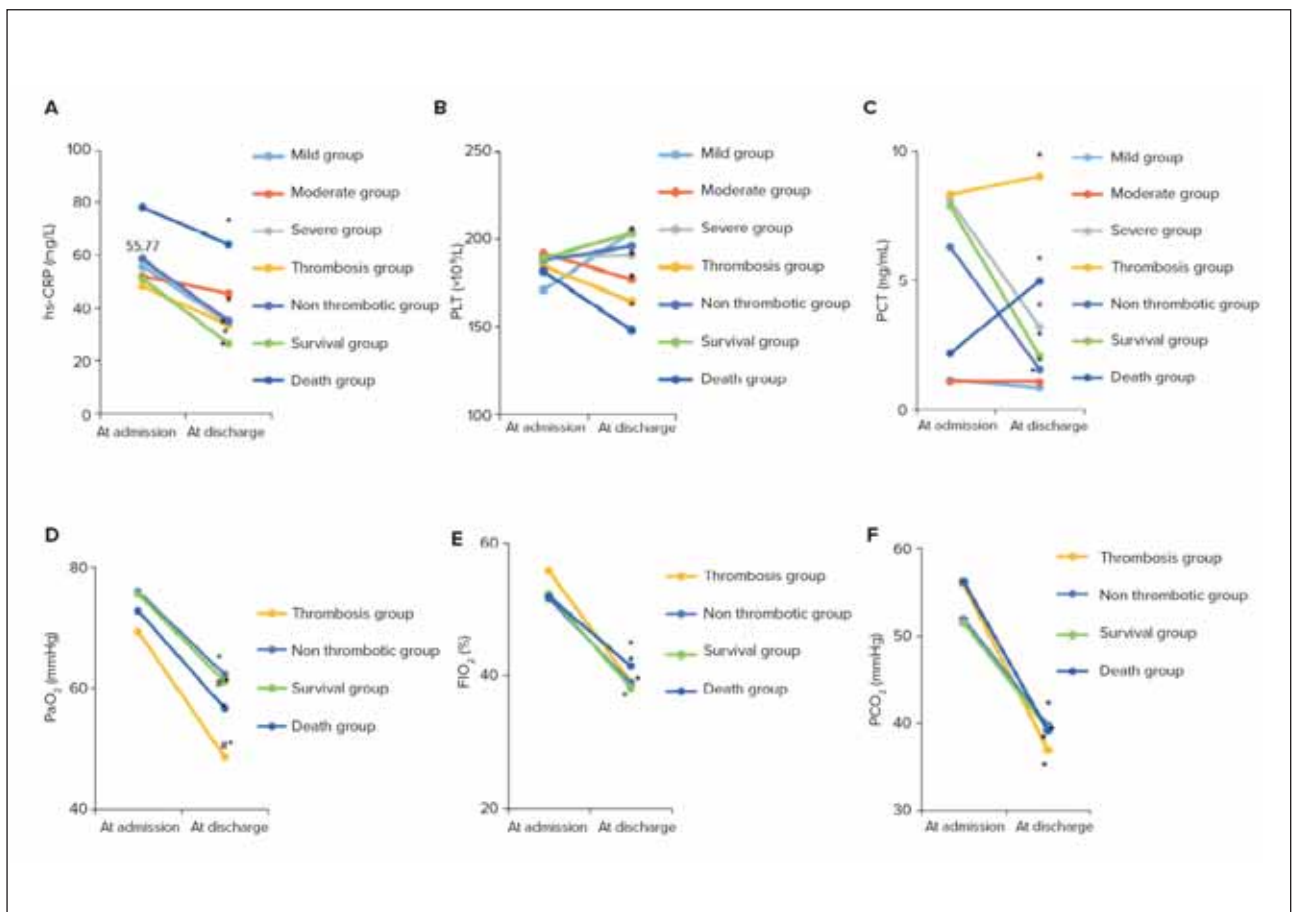 A
hs-CRP (mg/L)
100
80
60
40
20
0
55.77
At admission At discharge
Mild group
Moderate group
Severe group
Thrombosis group
Non thrombotic group
Survival group
Death group
B
250
200
150
100
At admission At discharge
Mild group
Moderate group
Severe group
Thrombosis group
Non thrombotic group
Survival group
Death group
C
PCT (ng/mL)
10
5
0
At admission At discharge
Mild group
Moderate group
Severe group
Thrombosis group
Non thrombotic group
Survival group
Death group
D
PaO₂ (mmHg)
80
60
40
At admission At discharge
Thrombosis group
Non thrombotic group
Survival group
Death group
E
FIO₂ (%)
60
40
20
At admission At discharge
Thrombosis group
Non thrombotic group
Survival group
Death group
F
PCO₂ (mmHg)
60
50
40
30
At admission At discharge
Thrombosis group
Non thrombotic group
Survival group
Death group